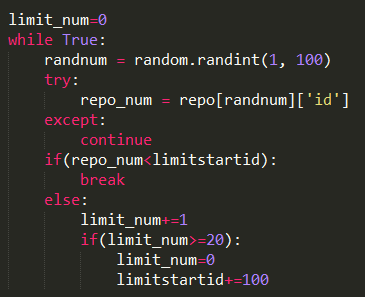 limit_num=0
while True:
    randnum = random.randint(1, 100)
    try:
        repo_num = repo[randnum]['id']
    except:
        continue
    if(repo_num<limitstartid):
        break
    else:
        limit_num+=1
        if(limit_num>=20):
            limit_num=0
            limitstartid+=100